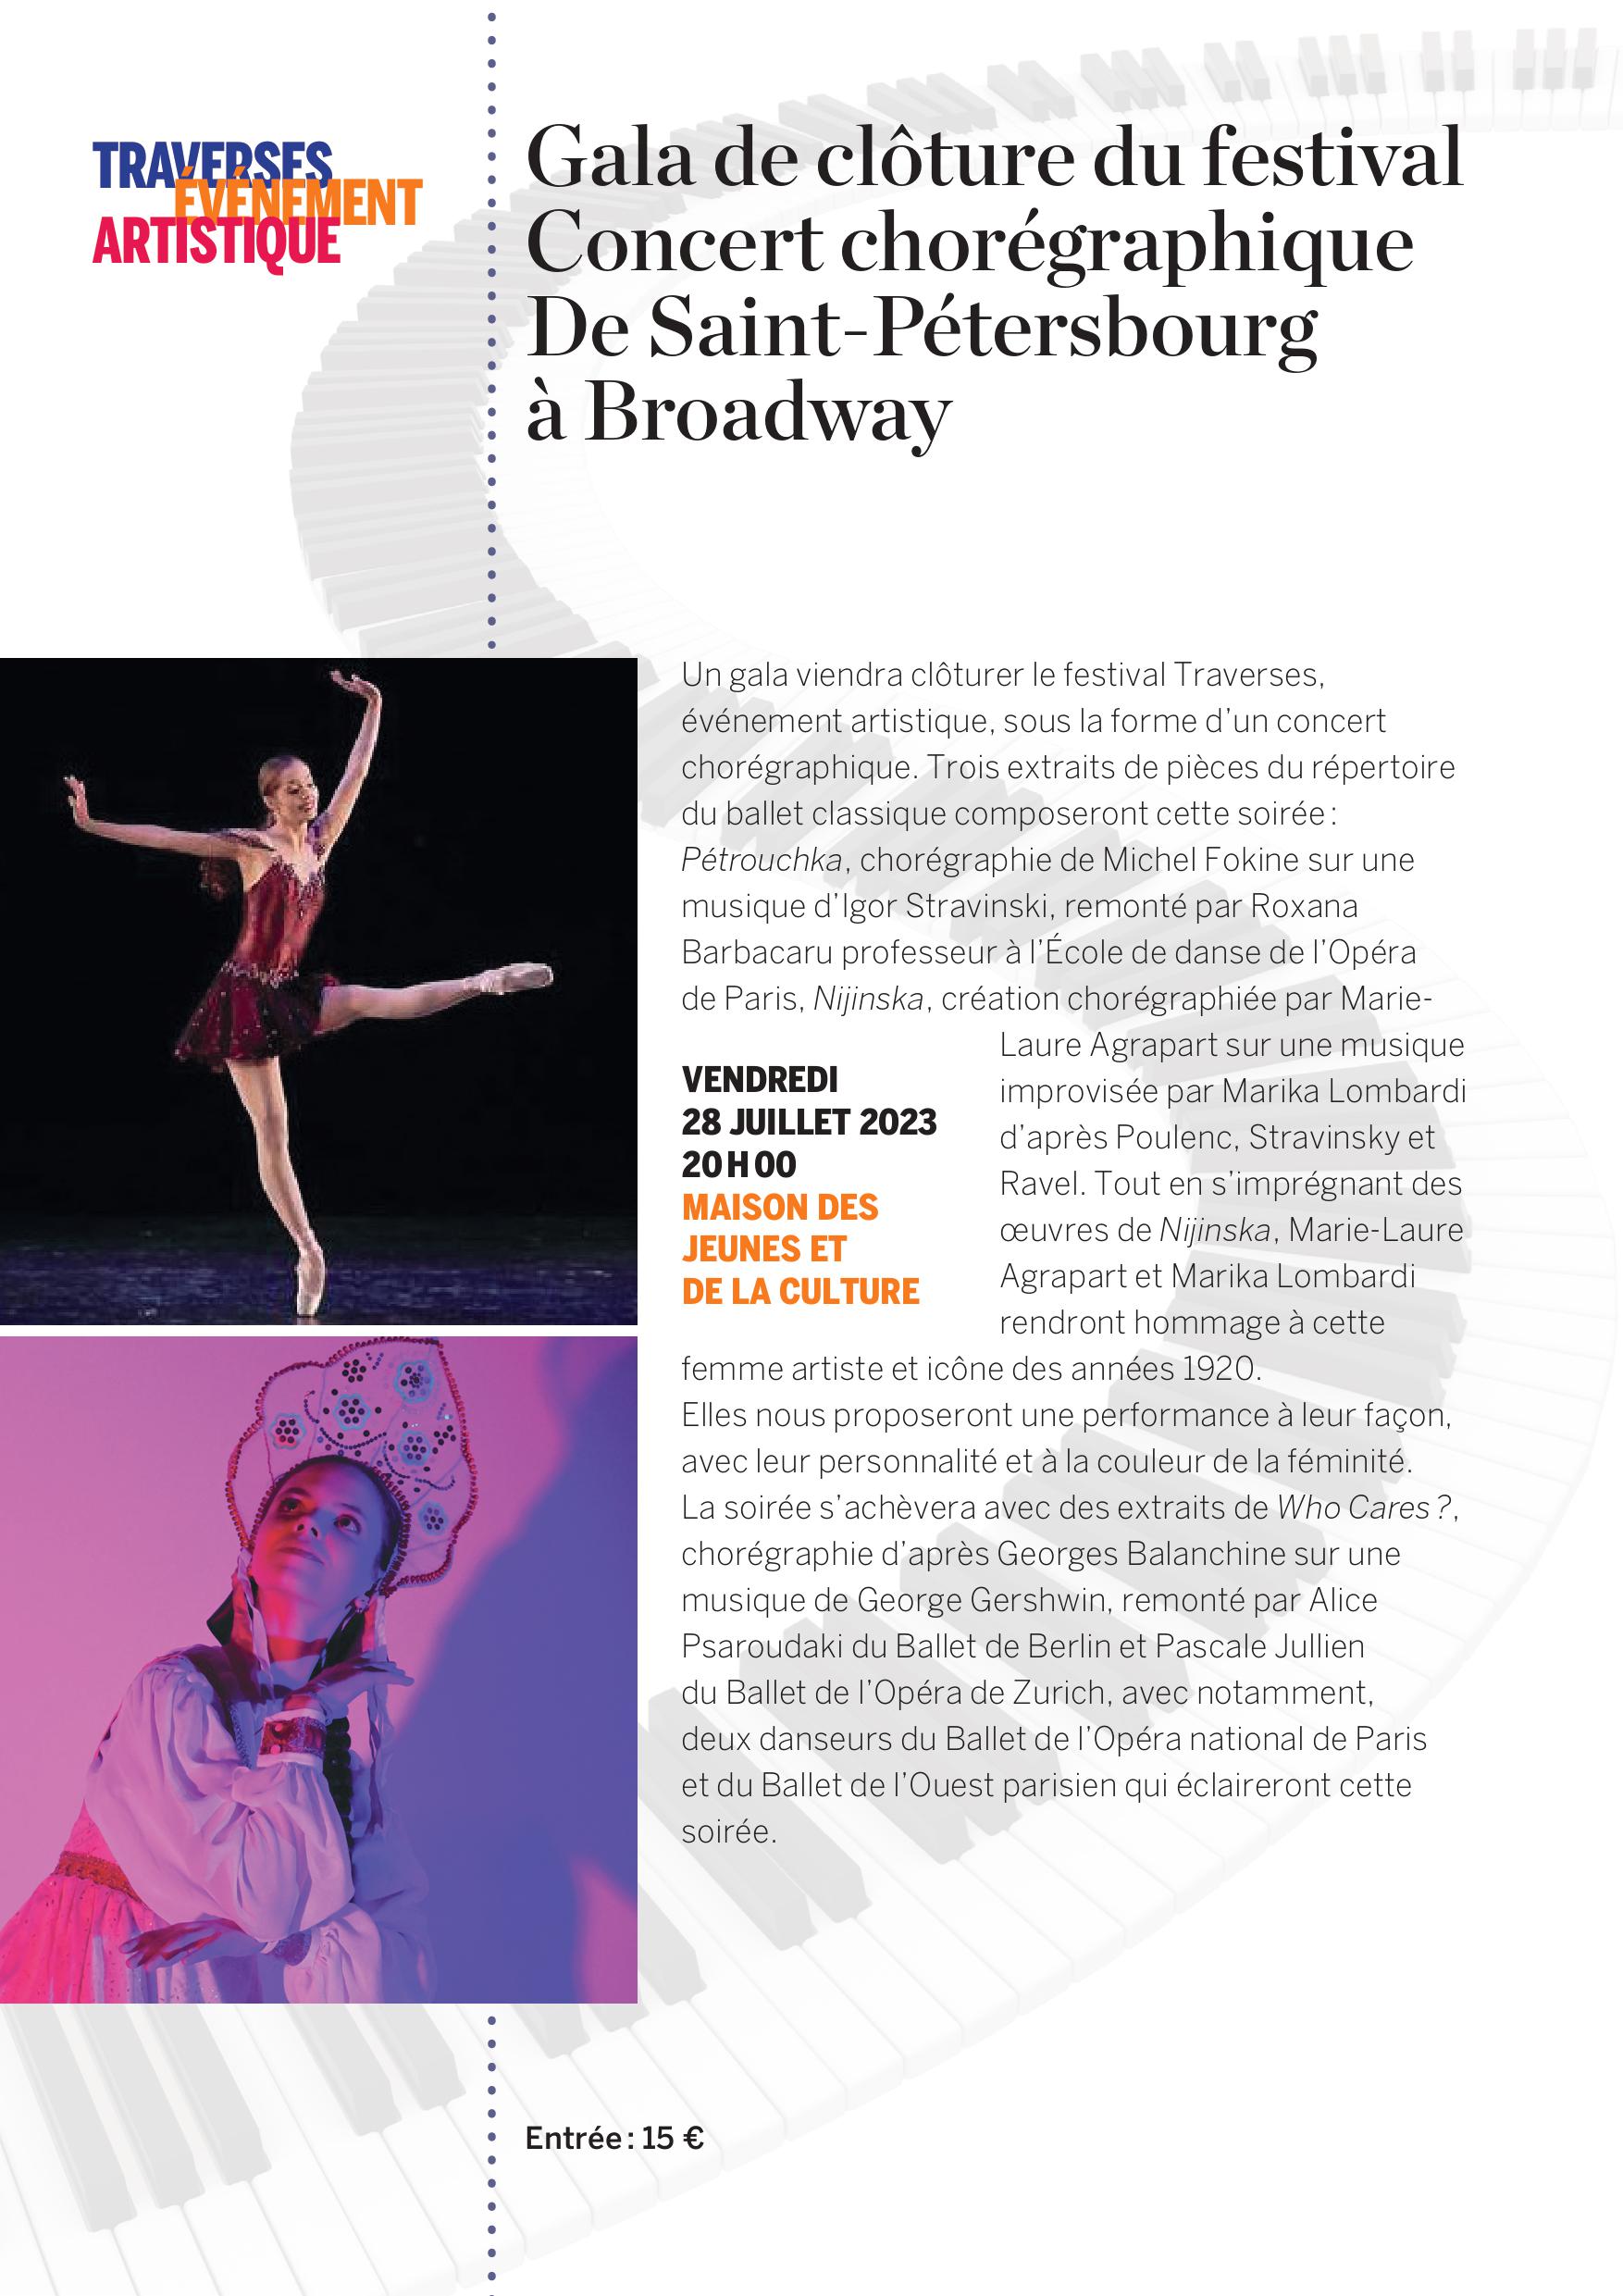 TRAVERSES
ÉVÉNEMENT
ARTISTIQUE
Gala de clôture du festival
Concert chorégraphique
De Saint-Pétersbourg
à Broadway
Un gala viendra clôturer le festival Traverses,
événement artistique, sous la forme d’un concert
chorégraphique. Trois extraits de pièces du répertoire
du ballet classique composeront cette soirée :
Pétrouchka, chorégraphie de Michel Fokine sur une
musique d’Igor Stravinski, remonté par Roxana
Barbacaru professeur à l’École de danse de l’Opéra
de Paris, Nijinska, création chorégraphiée par Marie-
Laure Agrapart sur une musique
improvisée par Marika Lombardi
d’après Poulenc, Stravinsky et
Ravel. Tout en s’imprégnant des
œuvres de Nijinska, Marie-Laure
Agrapart et Marika Lombardi
rendront hommage à cette
femme artiste et icône des années 1920.
Elles nous proposeront une performance à leur façon,
avec leur personnalité et à la couleur de la féminité.
La soirée s’achèvera avec des extraits de Who Cares ?,
chorégraphie d’après Georges Balanchine sur une
musique de George Gershwin, remonté par Alice
Psaroudaki du Ballet de Berlin et Pascale Jullien
du Ballet de l’Opéra de Zurich, avec notamment,
deux danseurs du Ballet de l’Opéra national de Paris
et du Ballet de l’Ouest parisien qui éclaireront cette
soirée.
VENDREDI
28 JUILLET 2023
20 H 00
MAISON DES
JEUNES ET
DE LA CULTURE
Entrée : 15 €